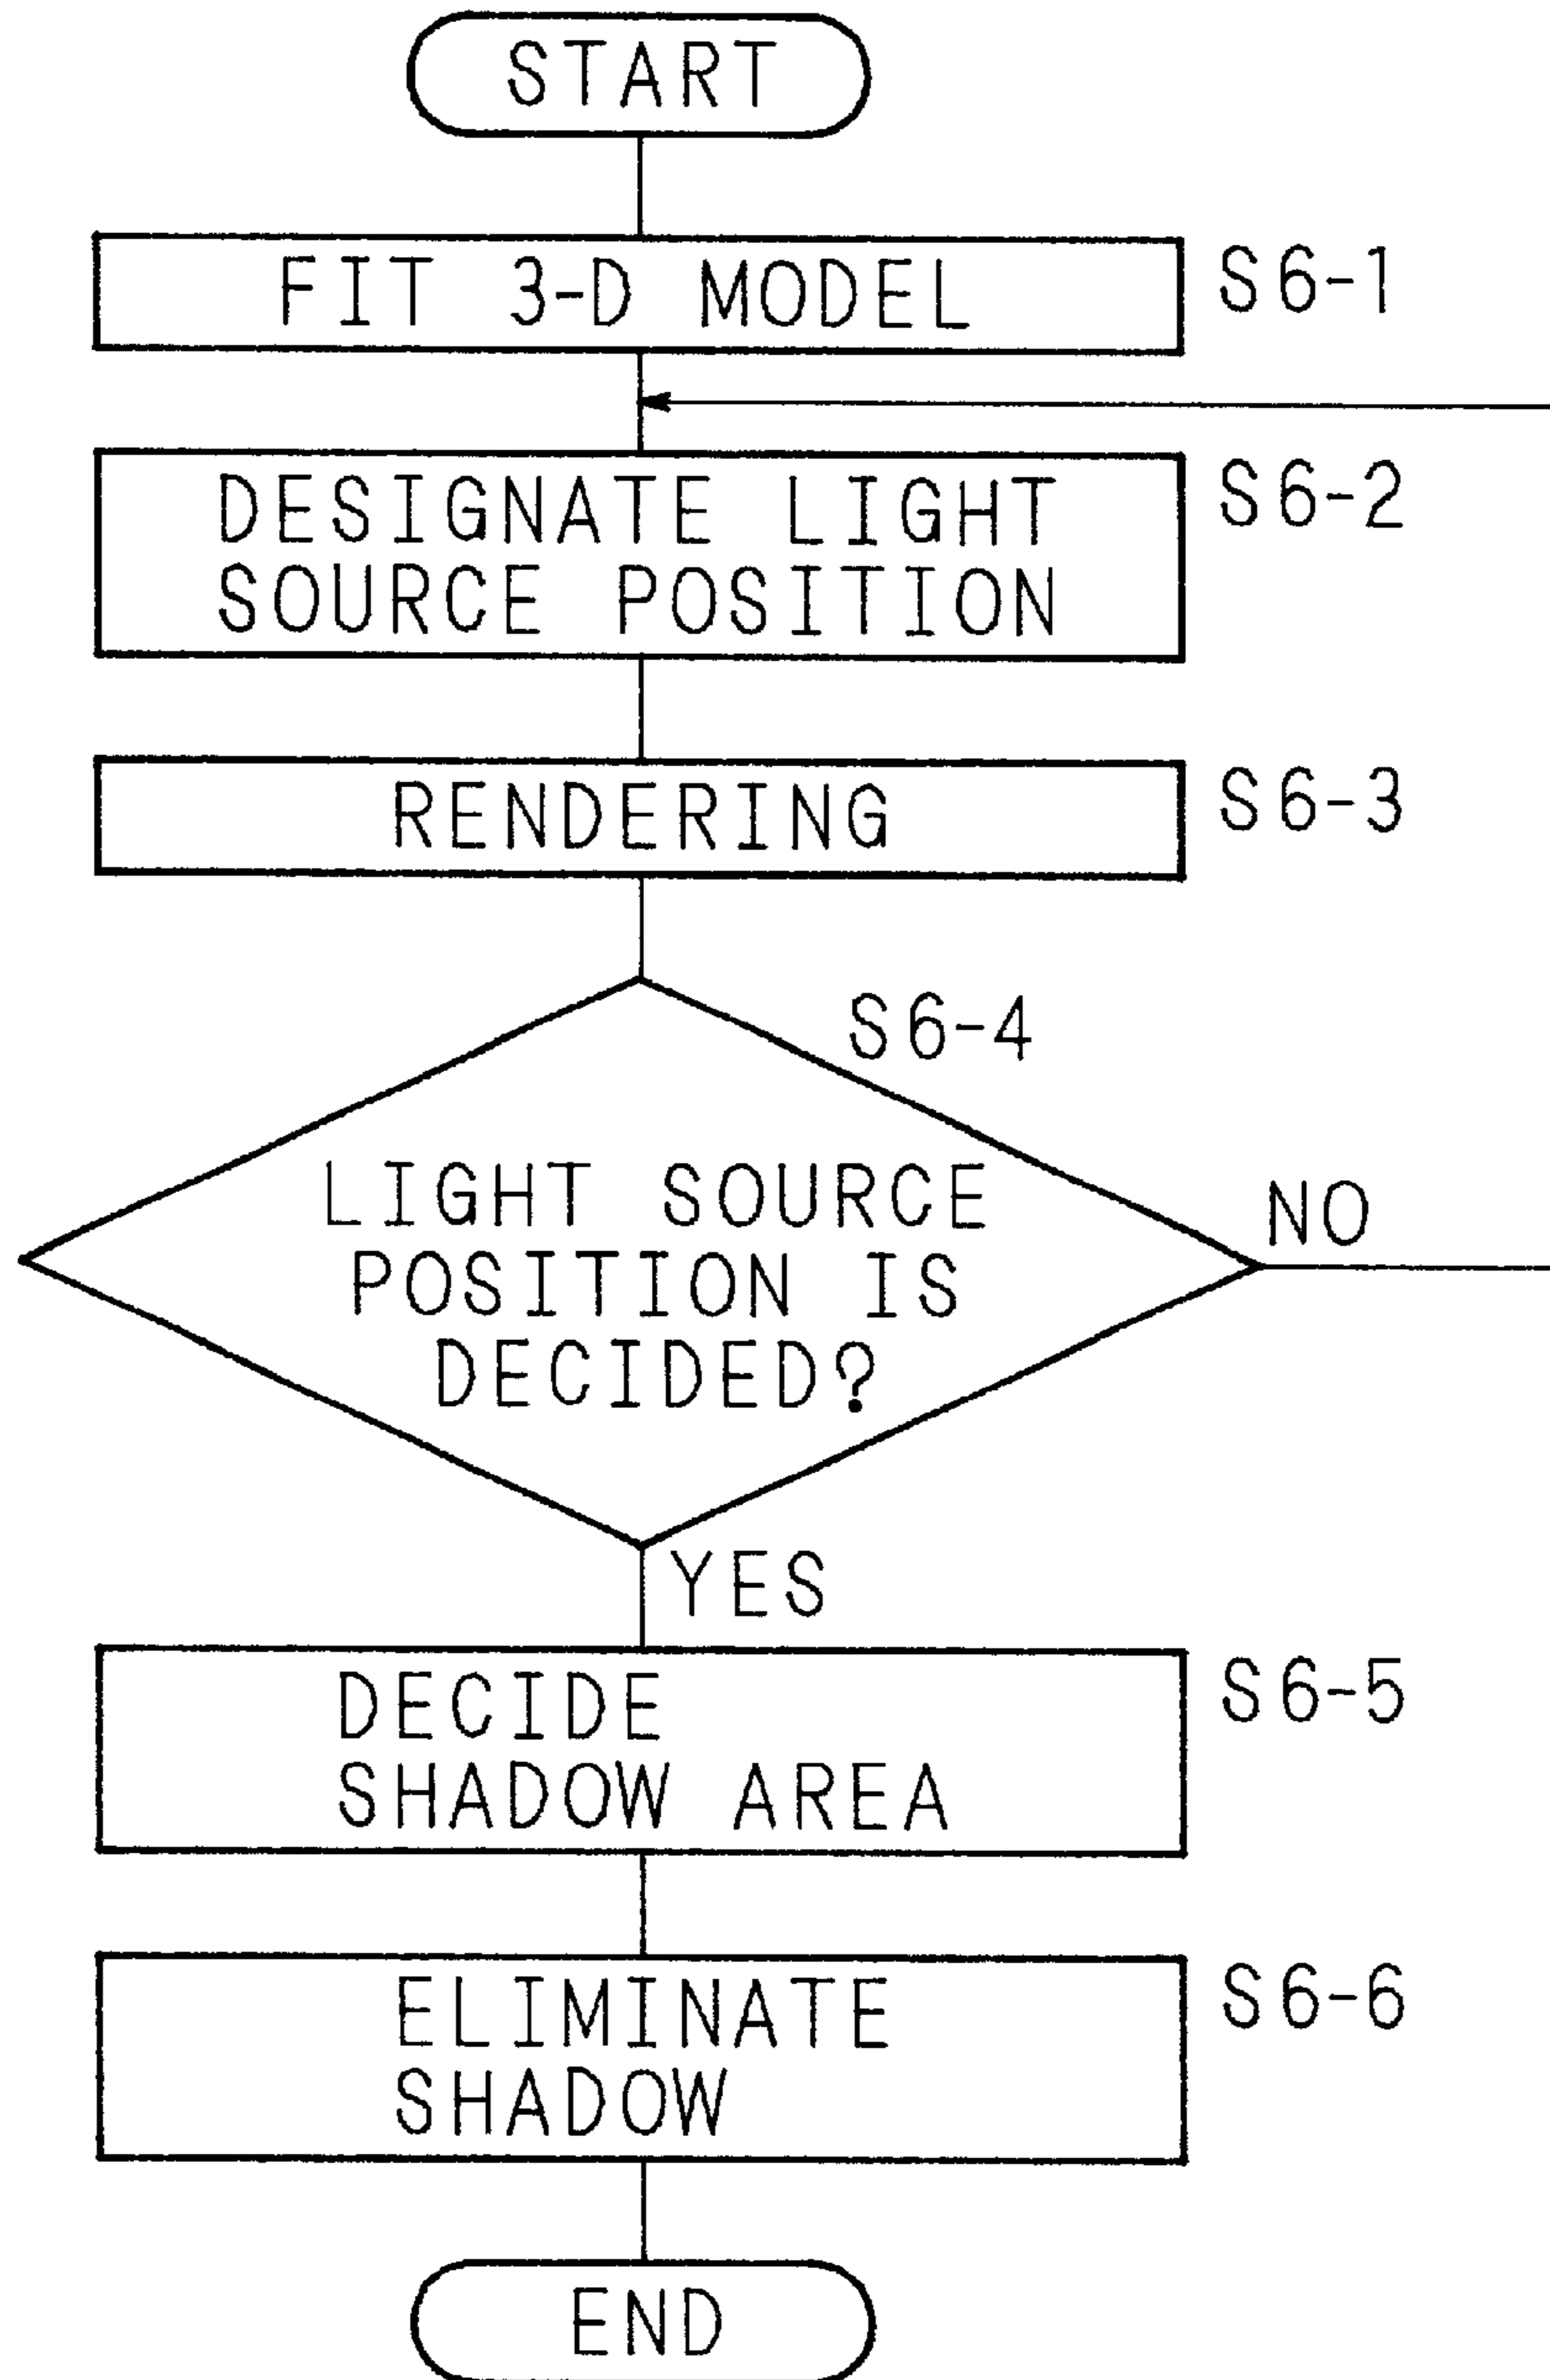 START
FIT 3-D MODEL
S6-1
DESIGNATE LIGHT
SOURCE POSITION
S6-2
RENDERING
S6-3
S6-4
LIGHT SOURCE
POSITION IS
DECIDED?
NO
YES
DECIDE
SHADOW AREA
S6-5
ELIMINATE
SHADOW
S6-6
END